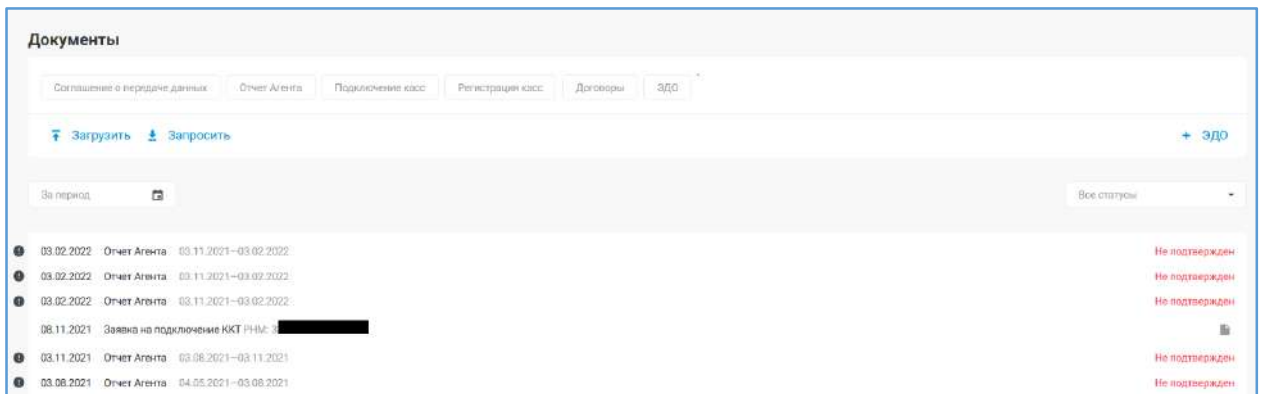 Документы
Соглашение о передаче данных Отчет Агента Подключение касс Регистрация касс Договоры ЭДО
Загрузить Запросить + ЭДО
За период Все статусы
03.02.2022 Отчет Агента 03.11.2021—03.02.2022 Не подтвержден
03.02.2022 Отчет Агента 03.11.2021—03.02.2022 Не подтвержден
03.02.2022 Отчет Агента 03.11.2021—03.02.2022 Не подтвержден
08.11.2021 Заявка на подключение ККТ РНМ: 3
03.11.2021 Отчет Агента 03.08.2021—03.11.2021 Не подтвержден
03.08.2021 Отчет Агента 04.05.2021—03.08.2021 Не подтвержден